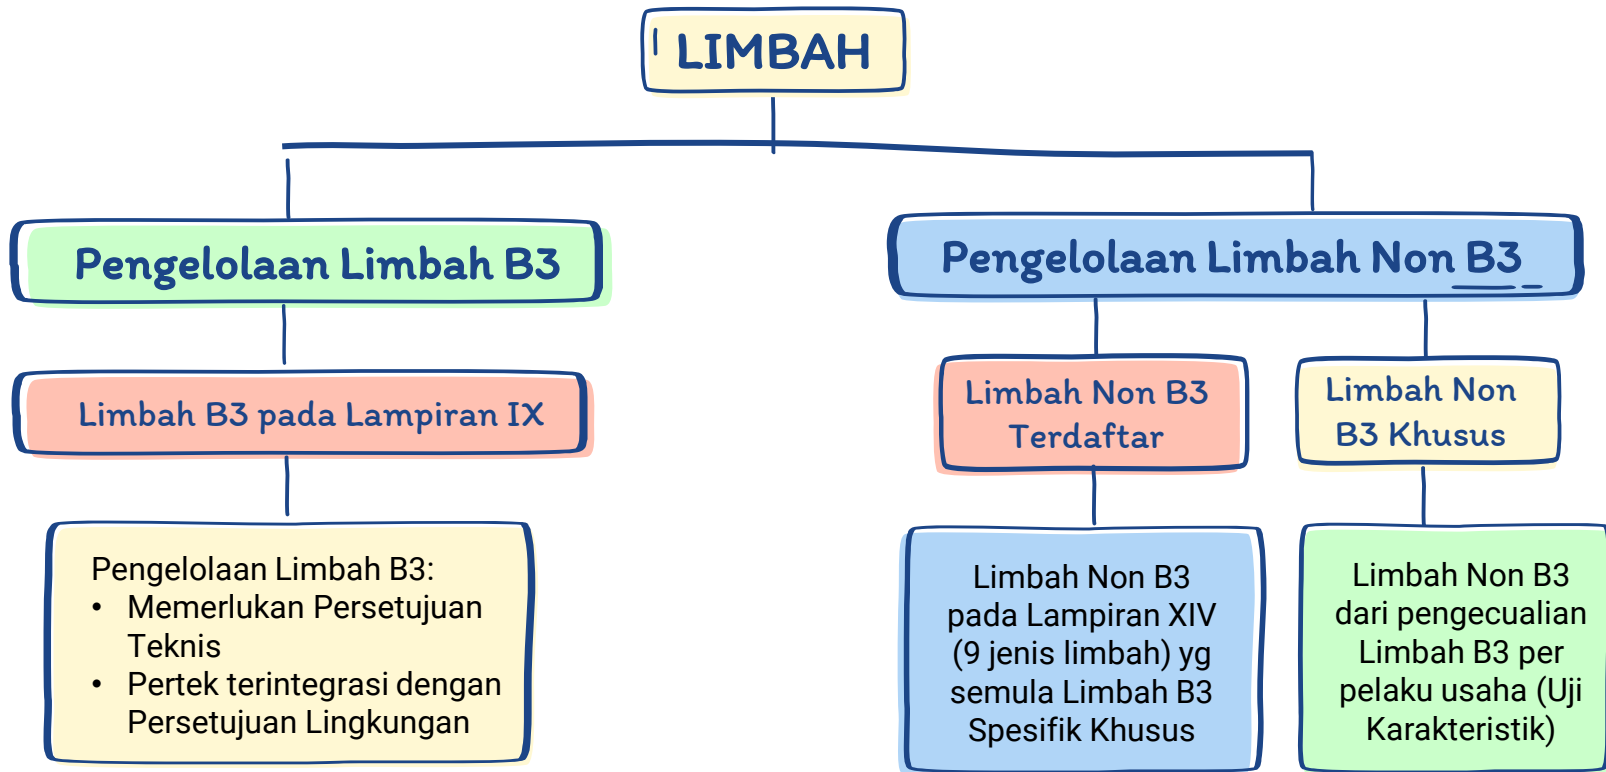 LIMBAH
Pengelolaan Limbah B3
Pengelolaan Limbah Non B3
Limbah B3 pada Lampiran IX
Limbah Non B3
Terdaftar
Limbah Non
B3 Khusus
Pengelolaan Limbah B3:
• Memerlukan Persetujuan
Teknis
• Pertek terintegrasi dengan
Persetujuan Lingkungan
Limbah Non B3
pada Lampiran XIV
(9 jenis limbah) yg
semula Limbah B3
Spesifik Khusus
Limbah Non B3
dari pengecualian
Limbah B3 per
pelaku usaha (Uji
Karakteristik)